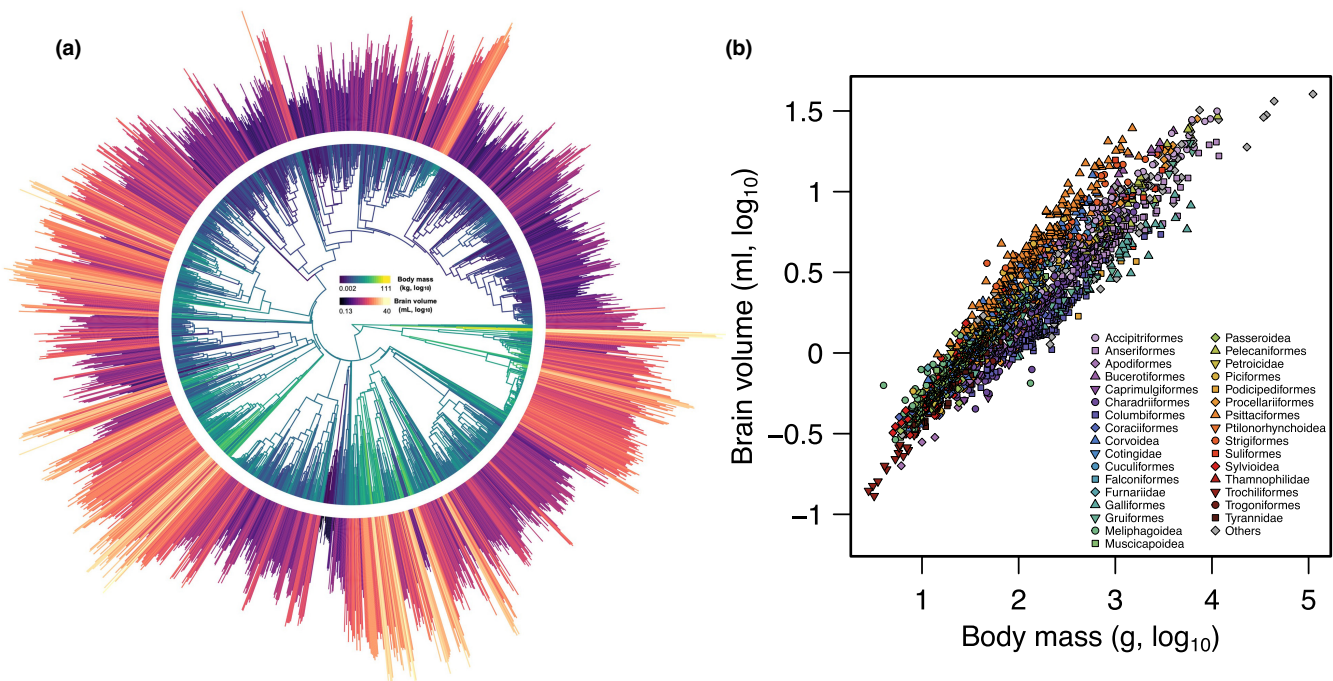 (a)
Body mass
(kg, log10)
0.002 111
Brain volume
(mL, log10)
0.13 40
(b)
Brain volume (ml, log10)
1.5
1
0.5
0
−0.5
−1
Accipitriformes
Anseriformes
Apodiformes
Bucerotiformes
Caprimulgiformes
Charadriiformes
Columbiformes
Coraciiformes
Corvoidea
Cotingidae
Cuculiformes
Falconiformes
Furnariidae
Galliformes
Gruiformes
Meliphagoidea
Muscicapoidea
Passeroidea
Pelecaniformes
Petroicidae
Piciformes
Podicipediformes
Procellariiformes
Psittaciformes
Ptilonorhynchoidea
Strigiformes
Suliformes
Sylvioidea
Thamnophilidae
Trochiliformes
Trogoniformes
Tyrannidae
Others
1 2 3 4 5
Body mass (g, log10)